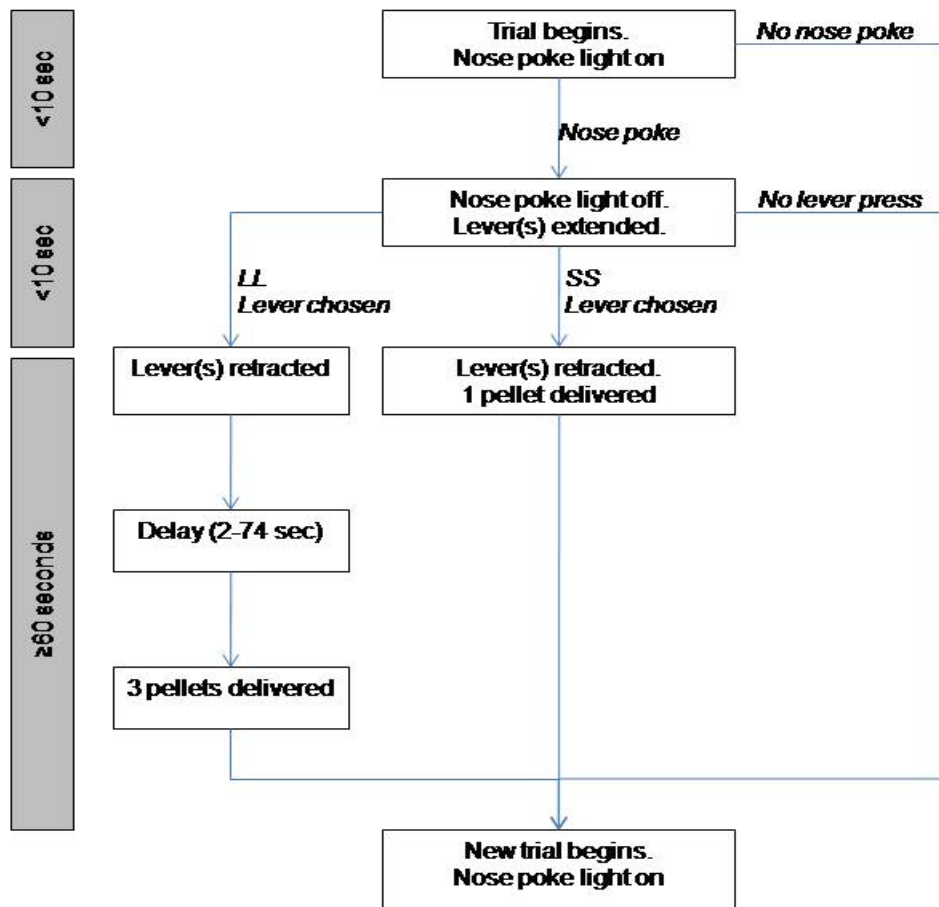 <10 sec
Trial begins.
Nose poke light on
No nose poke
Nose poke
<10 sec
Nose poke light off.
Lever(s) extended.
No lever press
LL
Lever chosen
SS
Lever chosen
≥60 seconds
Lever(s) retracted
Lever(s) retracted.
1 pellet delivered
Delay (2-74 sec)
3 pellets delivered
New trial begins.
Nose poke light on